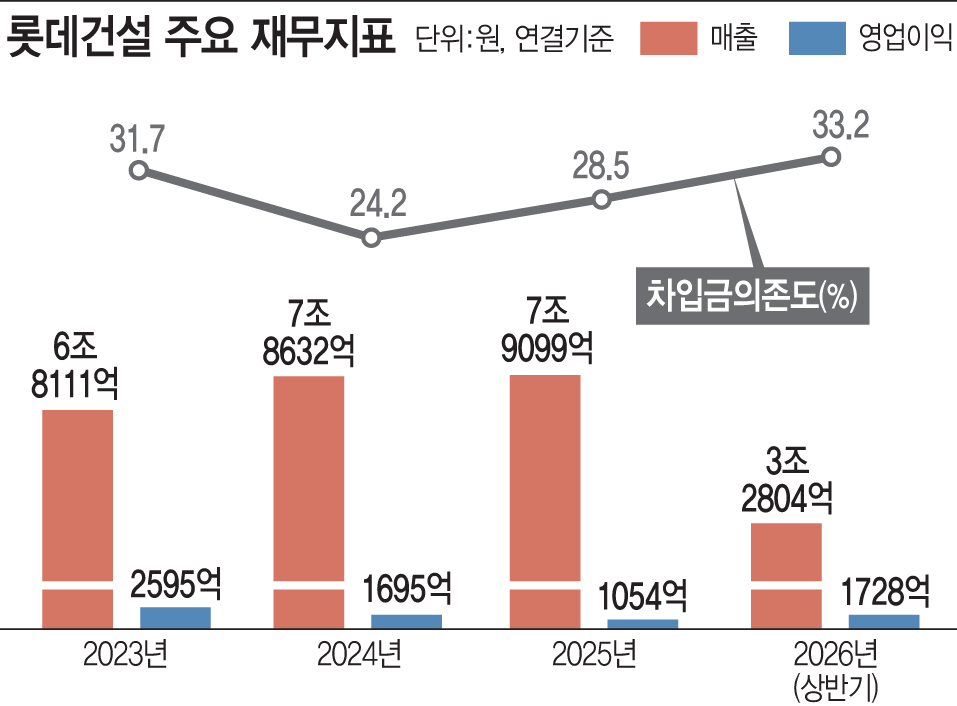 롯데건설 주요 재무지표 단위:원, 연결기준 매출 영업이익
31.7
24.2
28.5
33.2
차입금의존도(%)
6조
8111억
7조
8632억
7조
9099억
3조
2804억
2595억
1695억
1054억
1728억
2023년
2024년
2025년
2026년
(상반기)